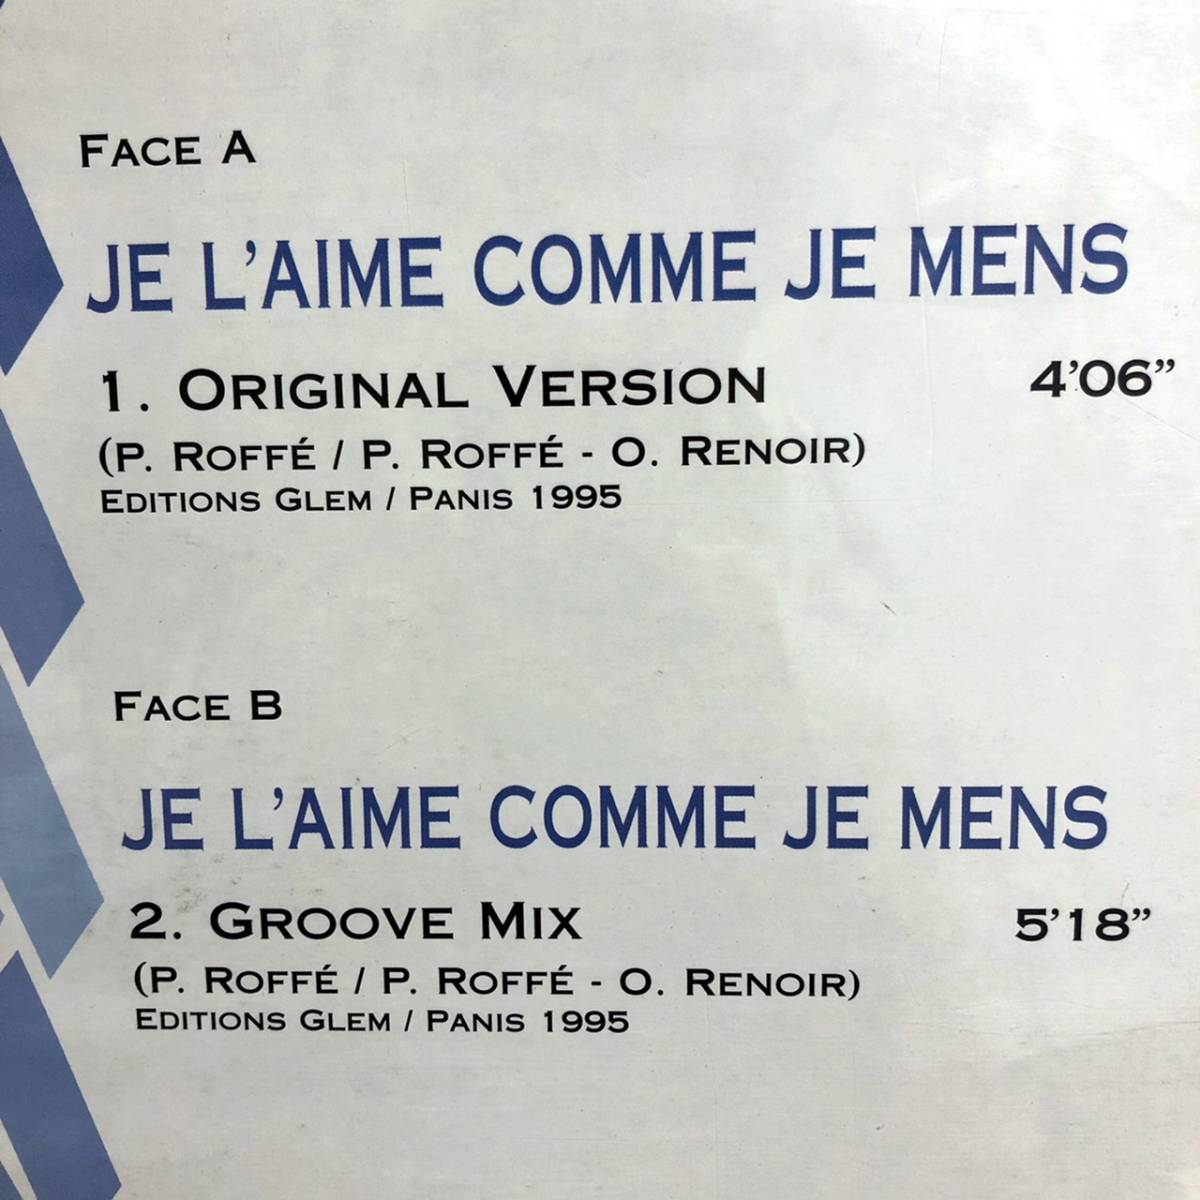 FACE A
JE L'AIME COMME JE MENS
1. ORIGINAL VERSION 4'06"
(P. ROFFÉ / P. ROFFÉ - O. RENOIR)
EDITIONS GLEM / PANIS 1995
FACE B
JE L'AIME COMME JE MENS
2. GROOVE MIX 5'18"
(P. ROFFÉ / P. ROFFÉ - O. RENOIR)
EDITIONS GLEM / PANIS 1995